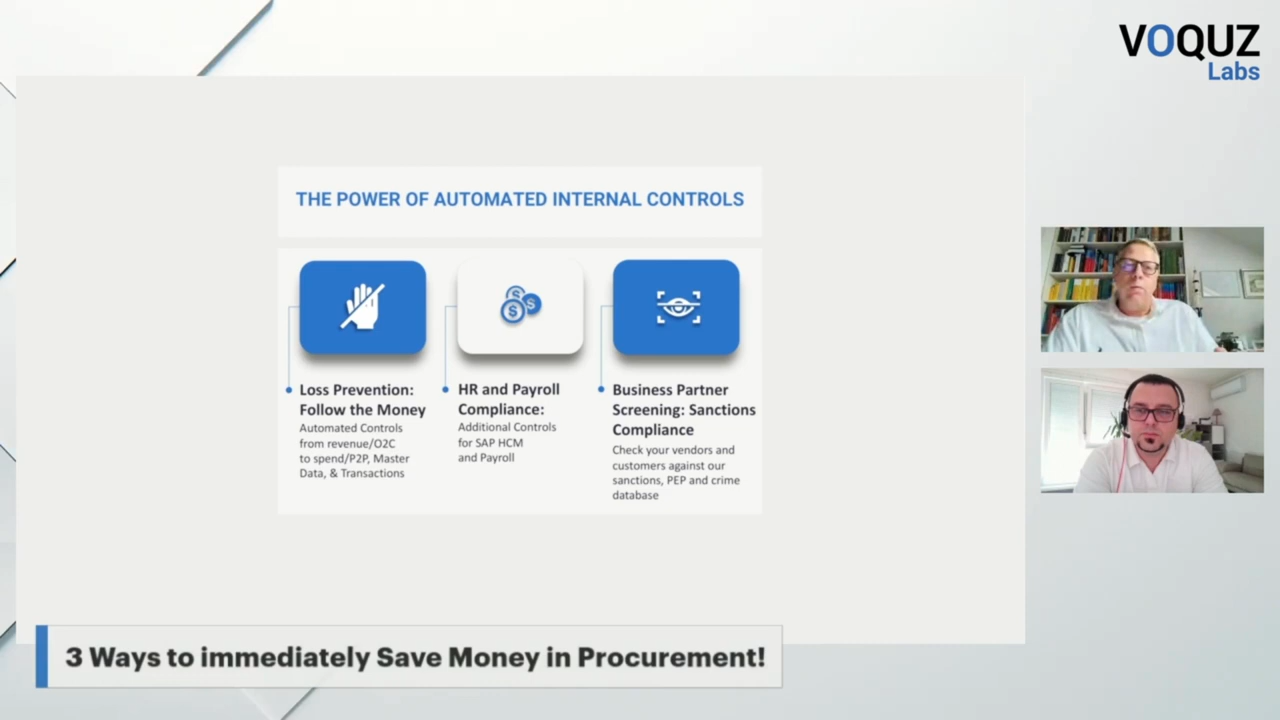 VOQUZ
Labs
THE POWER OF AUTOMATED INTERNAL CONTROLS
Loss Prevention:
Follow the Money
Automated Controls
from revenue/O2C
to spend/P2P, Master
Data, & Transactions
HR and Payroll
Compliance:
Additional Controls
for SAP HCM
and Payroll
Business Partner
Screening: Sanctions
Compliance
Check your vendors and
customers against our
sanctions, PEP and crime
database
3 Ways to immediately Save Money in Procurement!